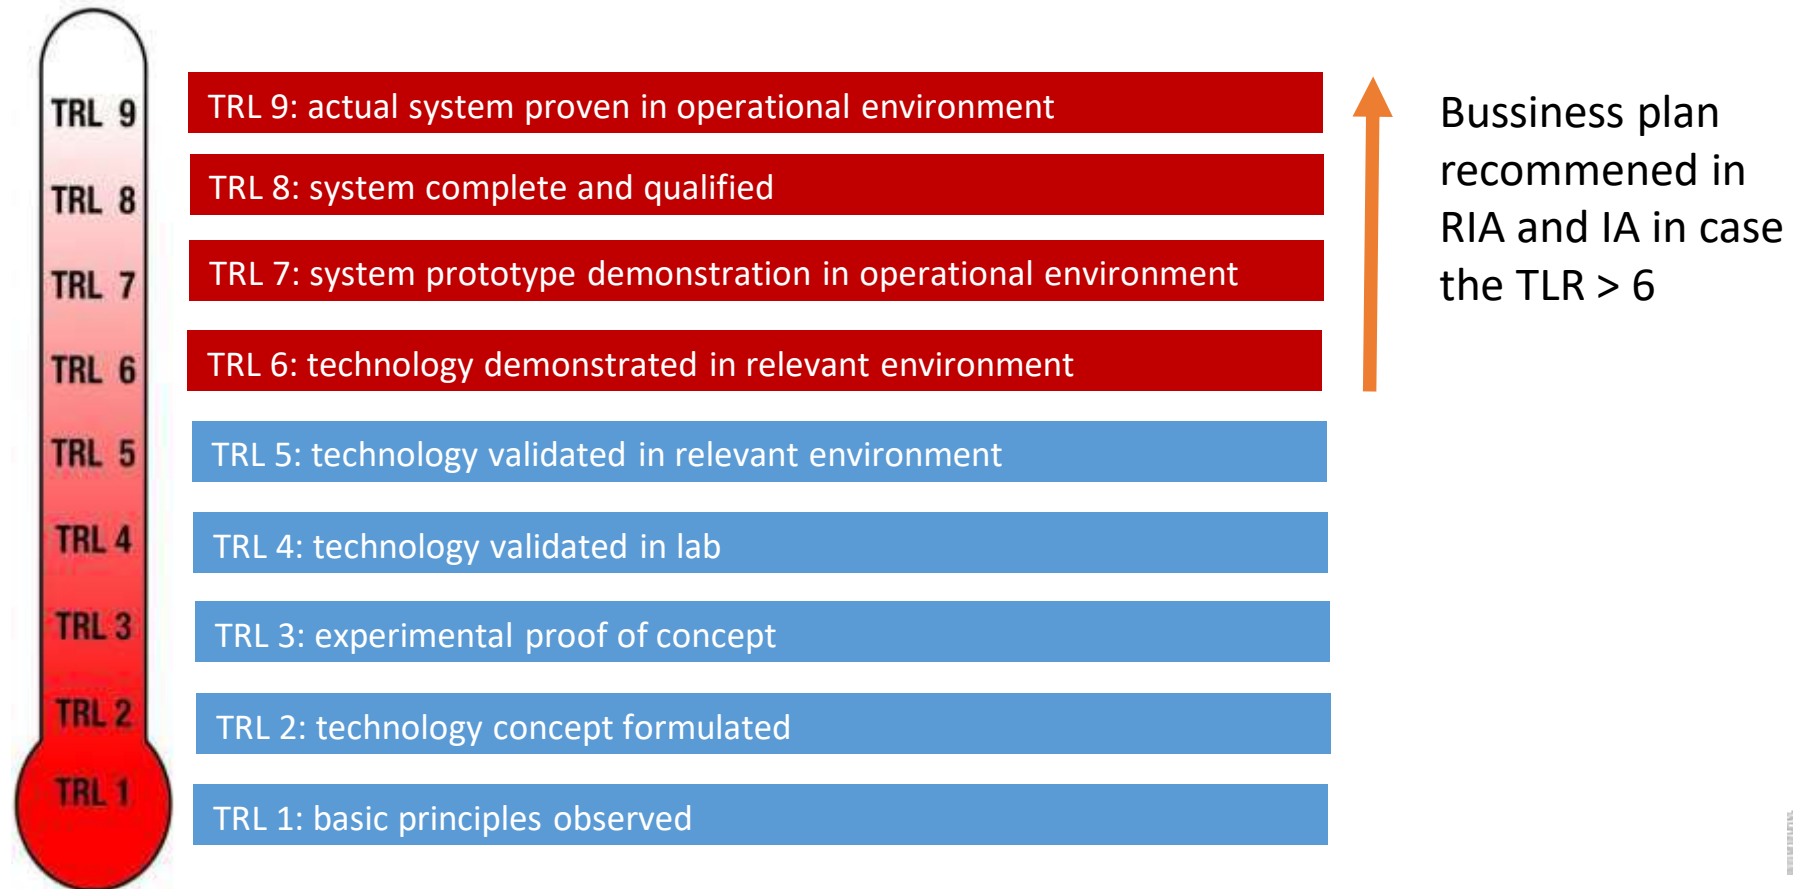 TRL 9
TRL 8
TRL 7
TRL 6
TRL 5
TRL 4
TRL 3
TRL 2
TRL 1
TRL 9: actual system proven in operational environment
TRL 8: system complete and qualified
TRL 7: system prototype demonstration in operational environment
TRL 6: technology demonstrated in relevant environment
TRL 5: technology validated in relevant environment
TRL 4: technology validated in lab
TRL 3: experimental proof of concept
TRL 2: technology concept formulated
TRL 1: basic principles observed
Bussiness plan
recommened in
RIA and IA in case
the TLR > 6